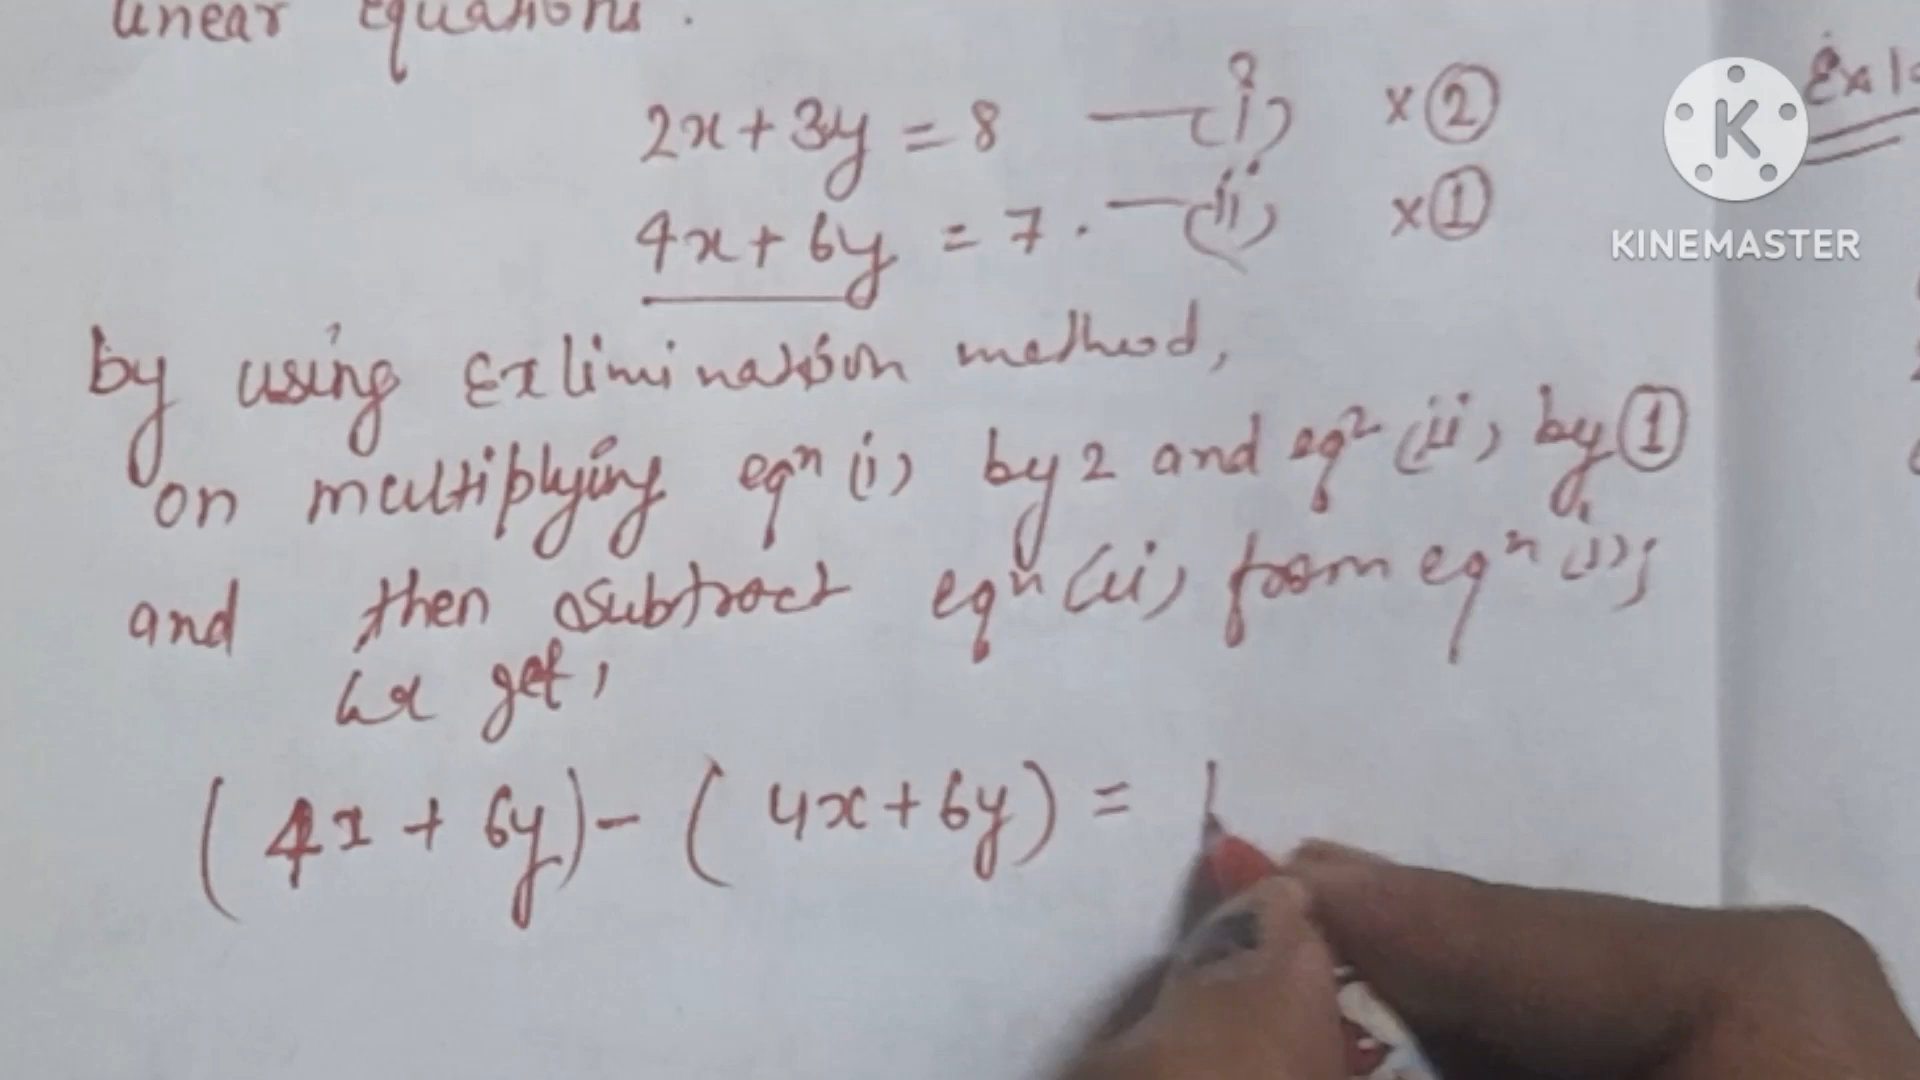 linear equations.
2x + 3y = 8 —(i) ×②
4x + 6y = 7. —(ii) ×①
by using Exlimination method,
on multiplying eqⁿ (i) by 2 and eq² (ii) by ①
and then subtract eqⁿ (ii) from eqⁿ (i);
we get,
(4x + 6y) - (4x + 6y) = 1
KINEMASTER